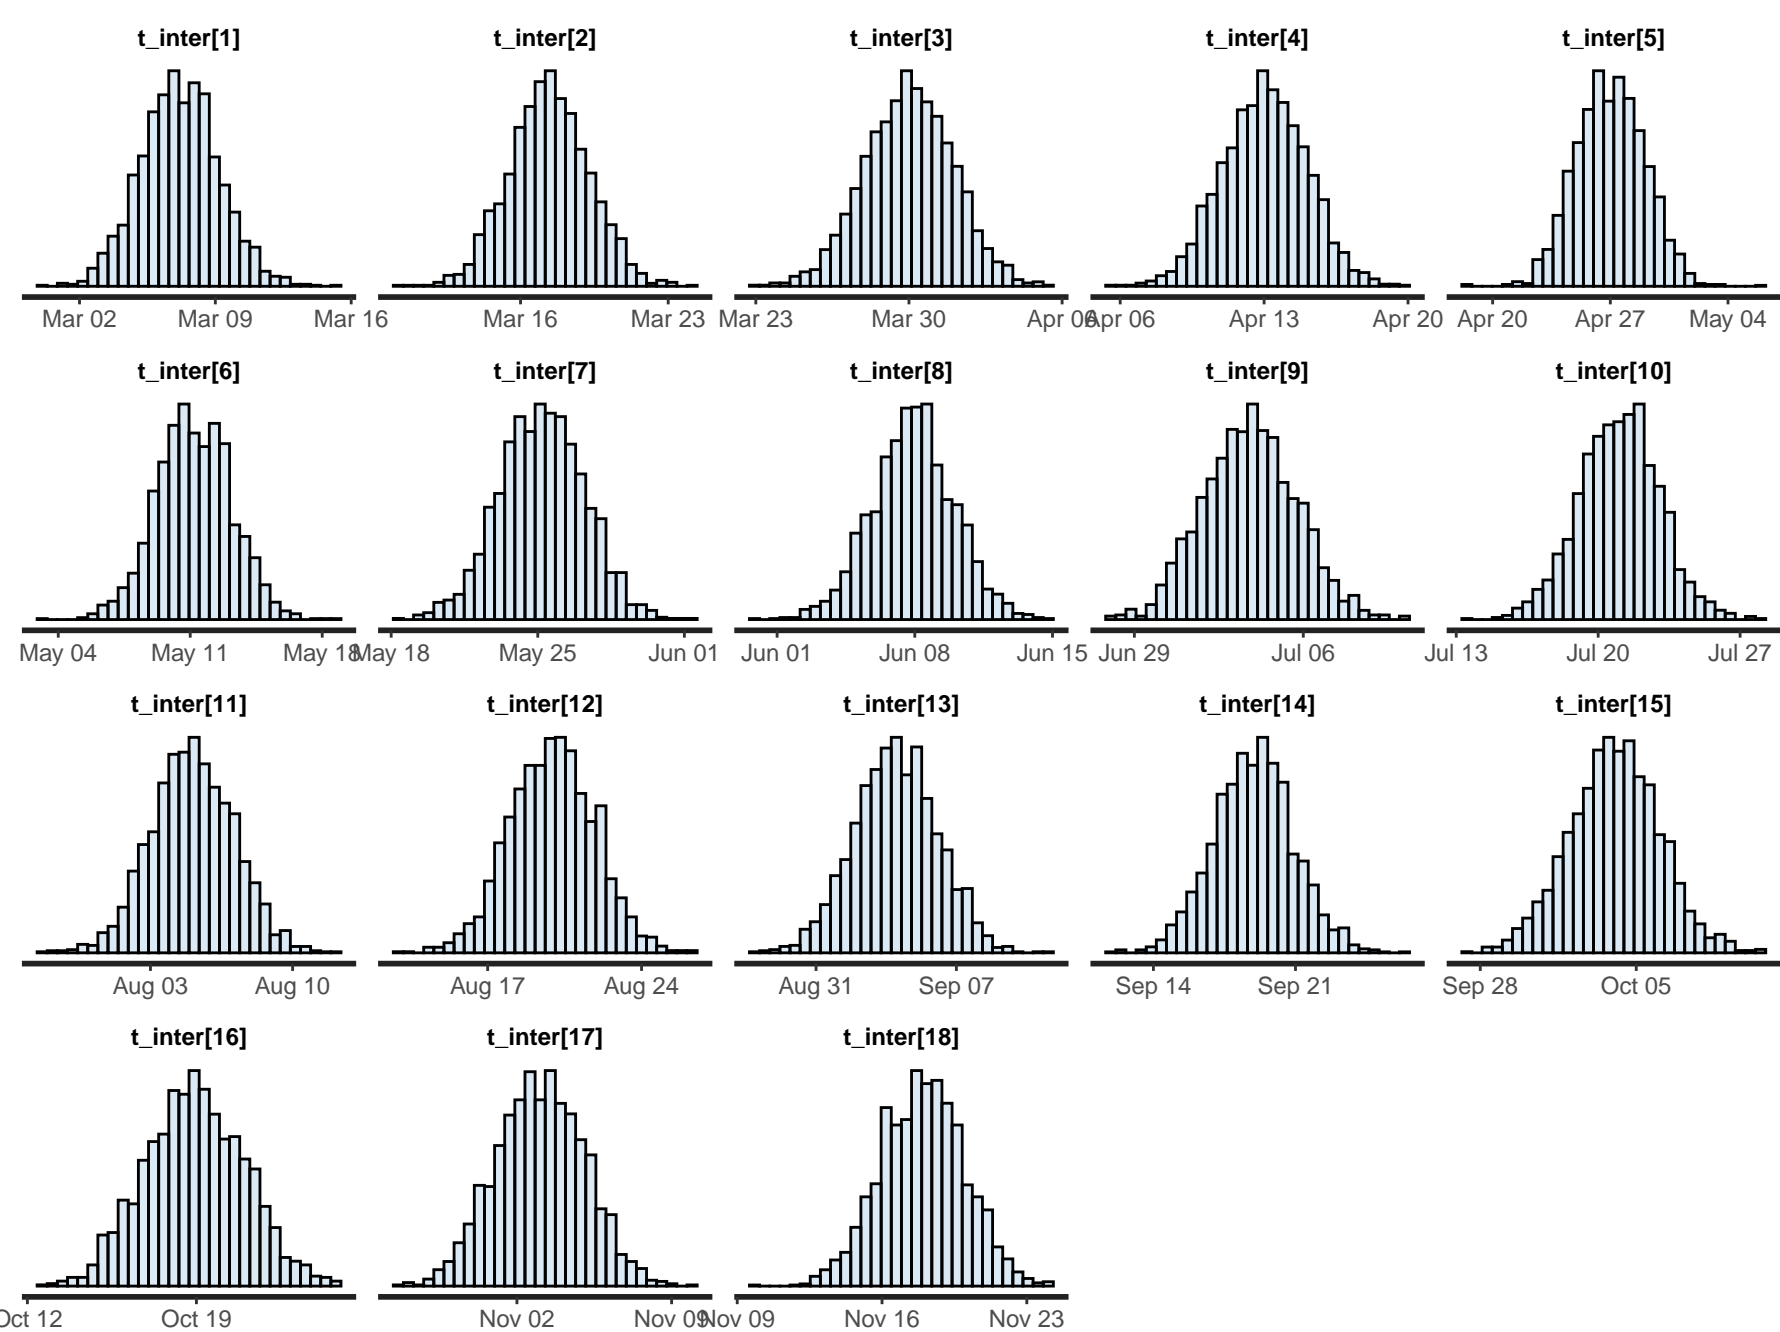 t_inter[1] t_inter[2] t_inter[3] t_inter[4] t_inter[5]
Mar 02 Mar 09 Mar 16 Mar 16 Mar 23 Mar 23 Mar 30 Apr 06 Apr 06 Apr 13 Apr 20 Apr 20 Apr 27 May 04
t_inter[6] t_inter[7] t_inter[8] t_inter[9] t_inter[10]
May 04 May 11 May 18 May 18 May 25 Jun 01 Jun 01 Jun 08 Jun 15 Jun 29 Jul 06 Jul 13 Jul 20 Jul 27
t_inter[11] t_inter[12] t_inter[13] t_inter[14] t_inter[15]
Aug 03 Aug 10 Aug 17 Aug 24 Aug 31 Sep 07 Sep 14 Sep 21 Sep 28 Oct 05
t_inter[16] t_inter[17] t_inter[18]
Oct 12 Oct 19 Nov 02 Nov 09 Nov 09 Nov 16 Nov 23